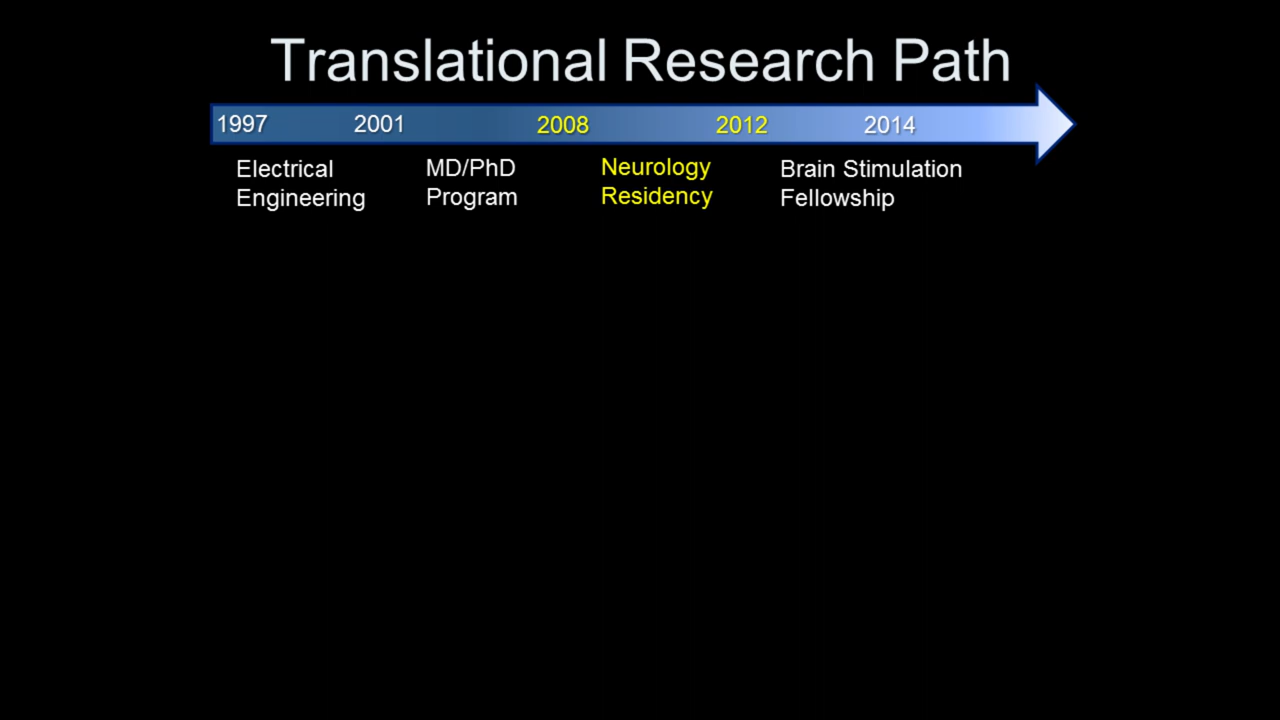 Translational Research Path
1997 2001 2008 2012 2014
Electrical
Engineering
MD/PhD
Program
Neurology
Residency
Brain Stimulation
Fellowship